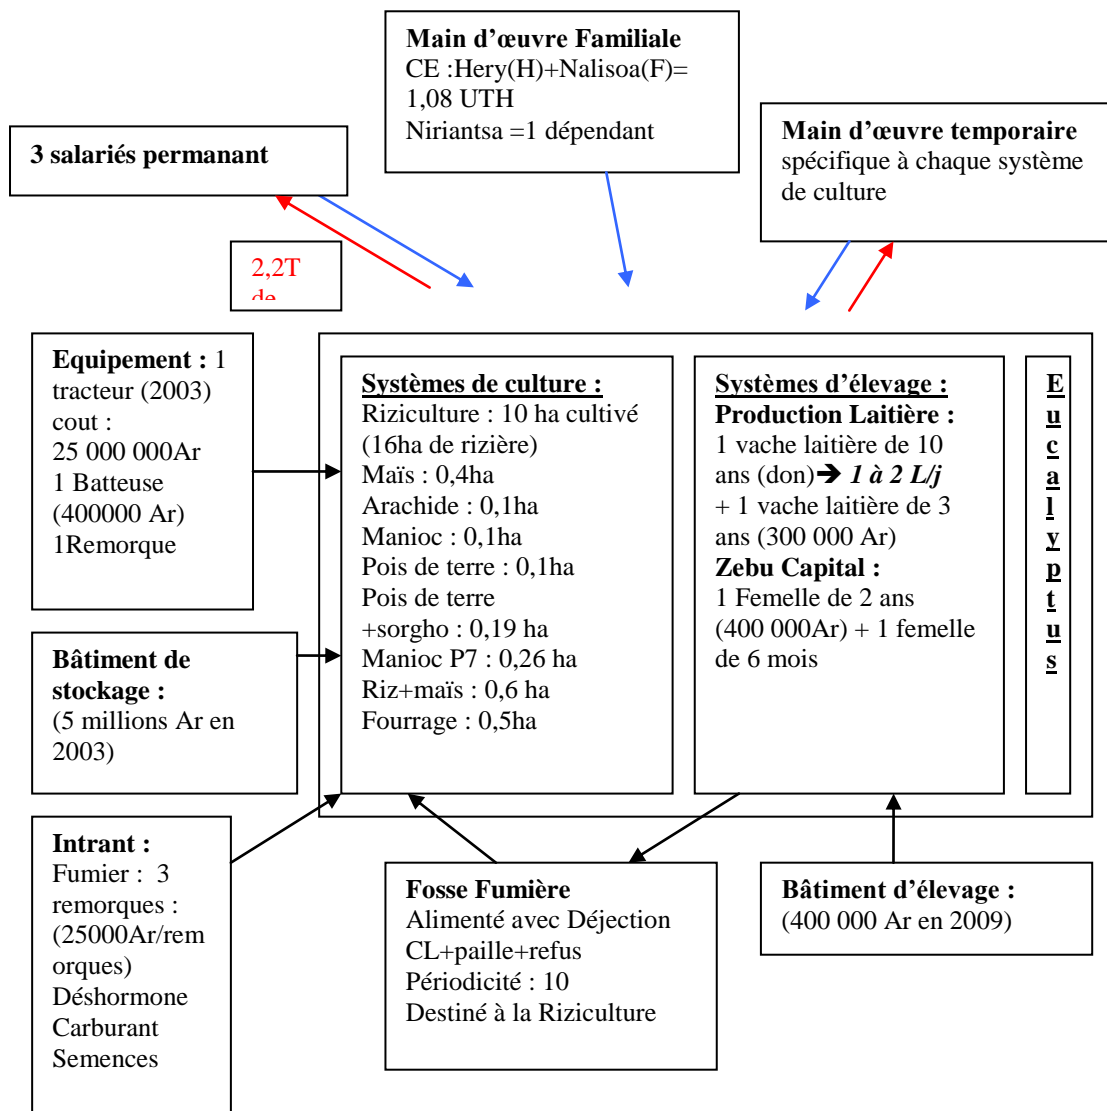 Main d’œuvre Familiale
CE :Hery(H)+Nalisoa(F)=
1,08 UTH
Niriantsa =1 dépendant
3 salariés permanant
Main d’œuvre temporaire
spécifique à chaque système
de culture
2,2T
de
Equipement : 1
tracteur (2003)
cout :
25 000 000Ar
1 Batteuse
(400000 Ar)
1Remorque
Systèmes de culture :
Riziculture : 10 ha cultivé
(16ha de rizière)
Maïs : 0,4ha
Arachide : 0,1ha
Manioc : 0,1ha
Pois de terre : 0,1ha
Pois de terre
+sorgho : 0,19 ha
Manioc P7 : 0,26 ha
Riz+maïs : 0,6 ha
Fourrage : 0,5ha
Systèmes d’élevage :
Production Laitière :
1 vache laitière de 10
ans (don)➔ 1 à 2 L/j
+ 1 vache laitière de 3
ans (300 000 Ar)
Zebu Capital :
1 Femelle de 2 ans
(400 000Ar) + 1 femelle
de 6 mois
E
u
c
a
l
y
p
t
u
s
Bâtiment de
stockage :
(5 millions Ar en
2003)
Intrant :
Fumier : 3
remorques :
(25000Ar/rem
orques)
Déshormone
Carburant
Semences
Fosse Fumière
Alimenté avec Déjection
CL+paille+refus
Périodicité : 10
Destiné à la Riziculture
Bâtiment d’élevage :
(400 000 Ar en 2009)